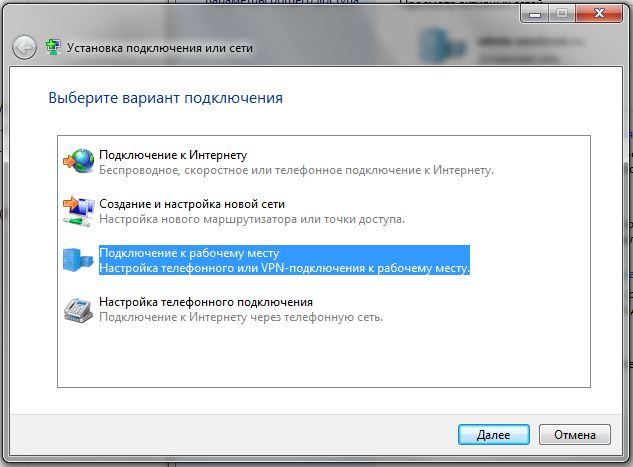 Установка подключения или сети
Выберите вариант подключения
Подключение к Интернету
Беспроводное, скоростное или телефонное подключение к Интернету.
Создание и настройка новой сети
Настройка нового маршрутизатора или точки доступа.
Подключение к рабочему месту
Настройка телефонного или VPN-подключения к рабочему месту.
Настройка телефонного подключения
Подключение к Интернету через телефонную сеть.
Далее
Отмена